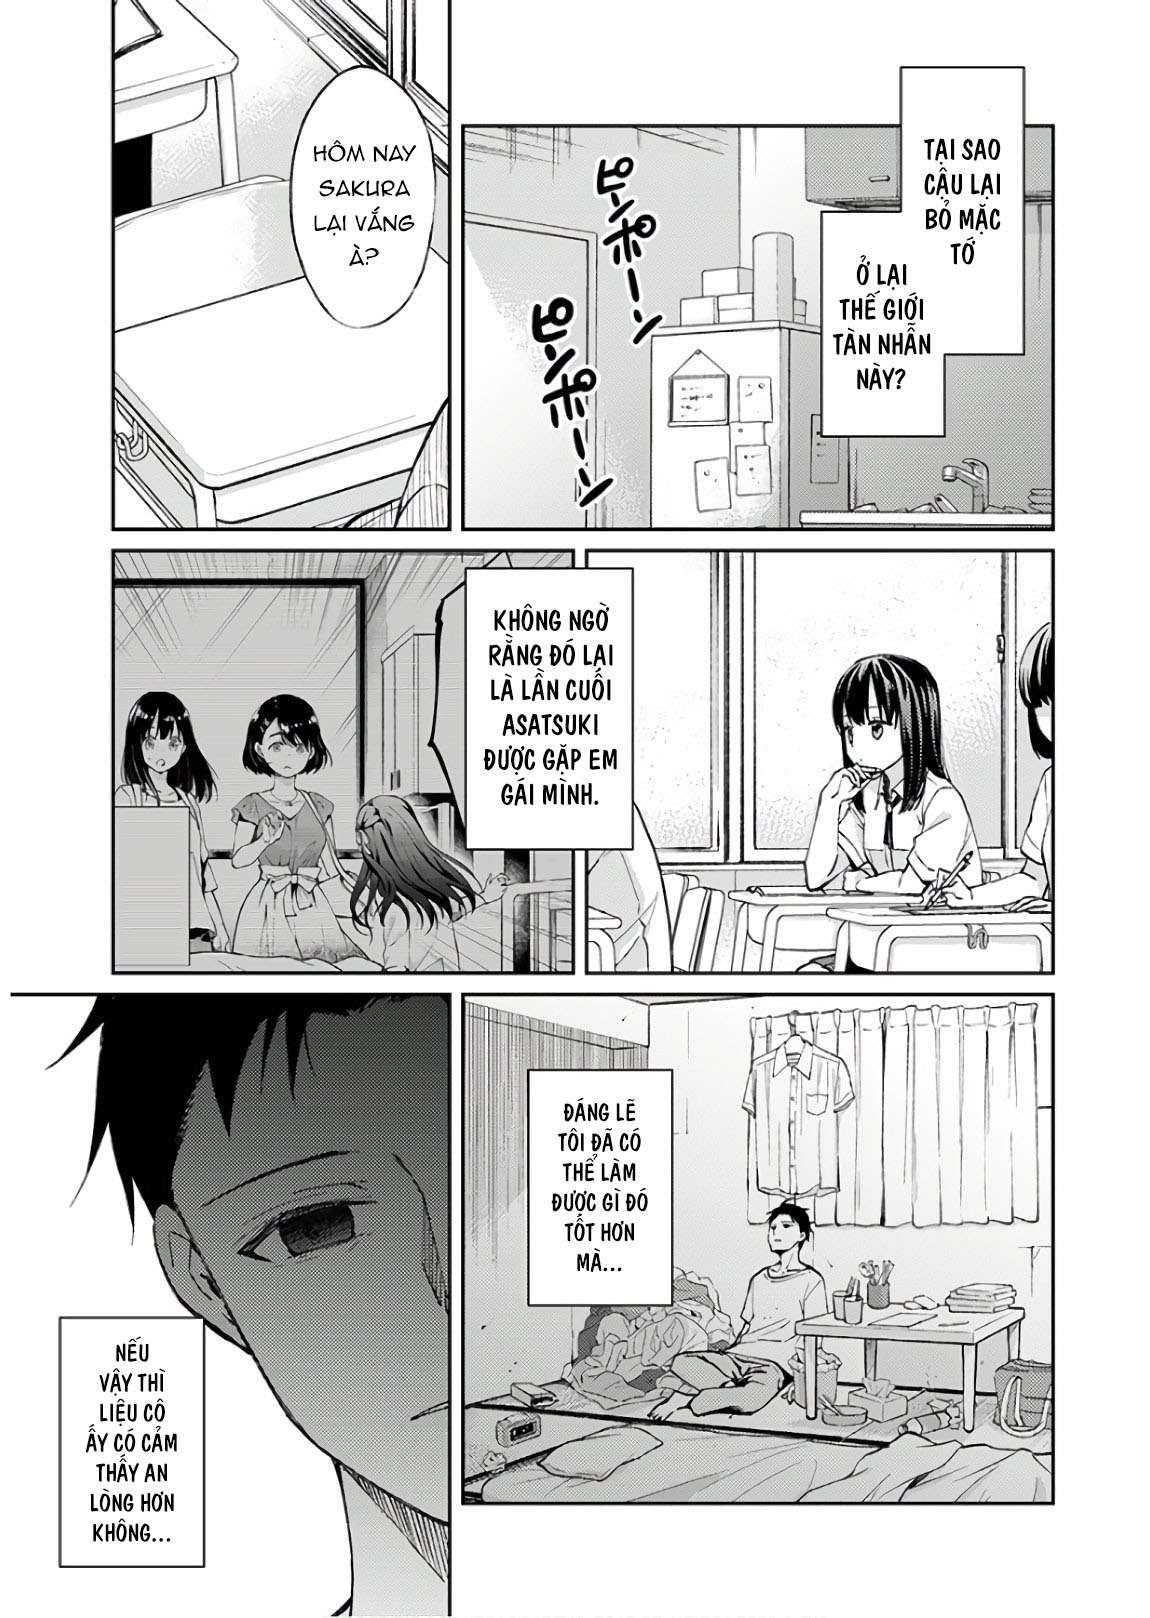 TẠI SAO
CẬU LẠI
BỎ MẶC
TỚ
Ở LẠI
THẾ GIỚI
TÀN NHẪN
NÀY?
ピンポーン
ピンポーン
HÔM NAY
SAKURA
LẠI VẮNG
À?
KHÔNG NGỜ
RẰNG ĐÓ LẠI
LÀ LẦN CUỐI
ASATSUKI
ĐƯỢC GẶP EM
GÁI MÌNH.
ĐÁNG LẼ
TÔI ĐÃ CÓ
THỂ LÀM
ĐƯỢC GÌ ĐÓ
TỐT HƠN
MÀ...
NẾU
VẬY THÌ
LIỆU CÔ
ẤY CÓ CẢM
THẤY AN
LÒNG HƠN
KHÔNG...